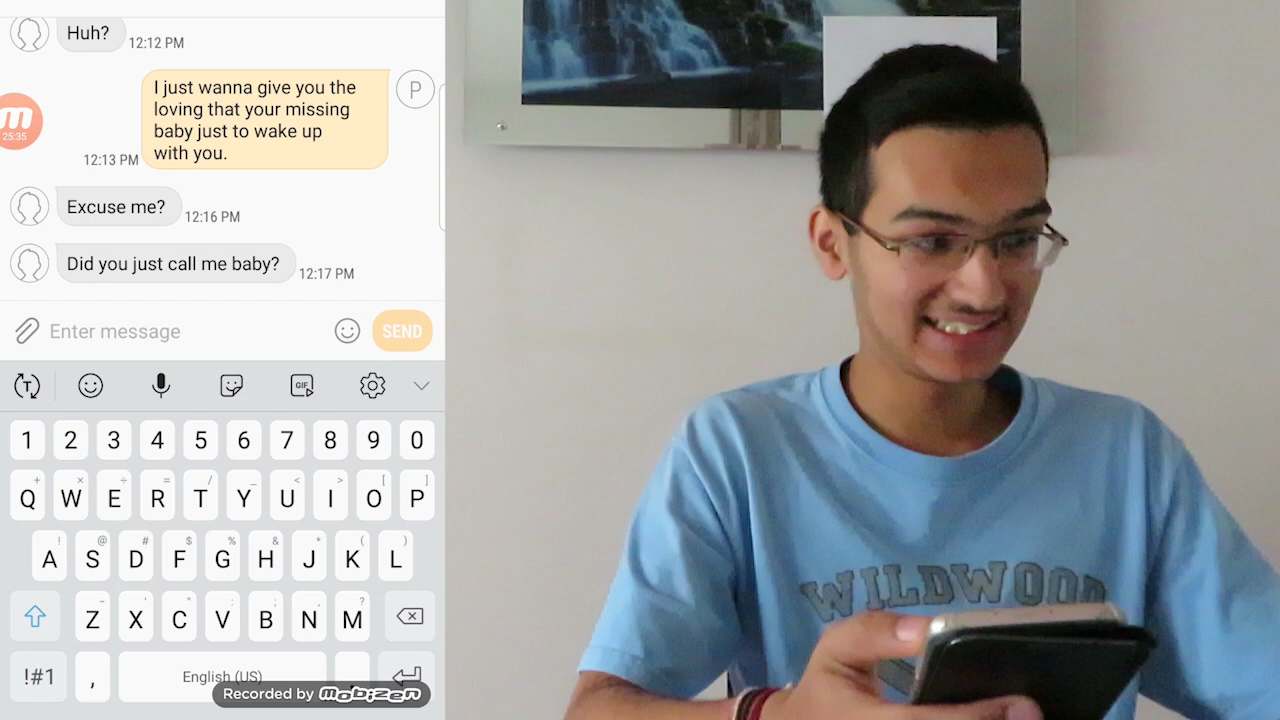 Huh?
12:12 PM
I just wanna give you the
loving that your missing
baby just to wake up
with you.
P
12:13 PM
25:35
Excuse me?
12:16 PM
Did you just call me baby?
12:17 PM
Enter message
SEND
T
GIF
1 2 3 4 5 6 7 8 9 0
+ × ÷ = / _ < > [ ]
Q W E R T Y U I O P
! @ # $ % & * ( )
A S D F G H J K L
- ' " : ; , ?
Z X C V B N M
!#1 , English (US)
Recorded by mobizen
WILDWOOD